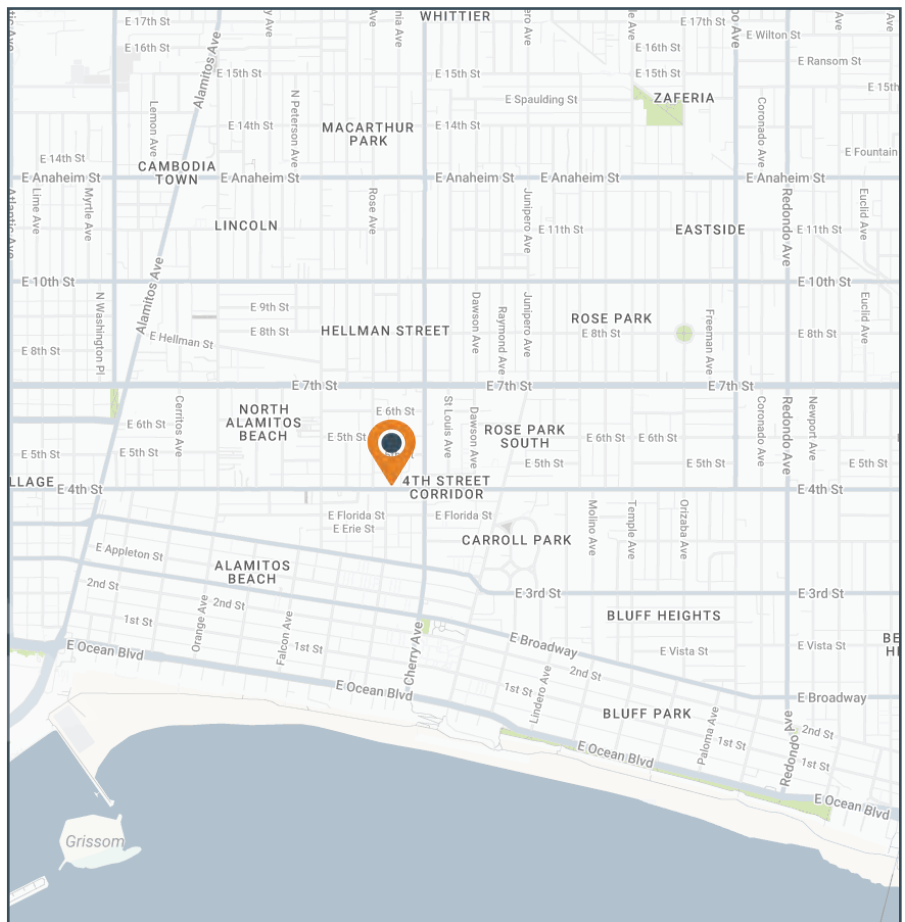 WHITTIER
E 17th St
E 17th St
E Wilton St
E 16th St
E 16th St
E Ransom St
Alamitos Ave
E 15th St
E 15th St
E 15th St
E 15th
Lemon Ave
N Peterson Ave
E Spaulding St
ZAFERIA
Coronado Ave
E 14th St
MACARTHUR
PARK
E 14th St
E 14th St
CAMBODIA
TOWN
E Fountain
E Anaheim St
E Anaheim St
E Anaheim St
E Anaheim St
E Anaheim St
Atlantic Ave
Lime Ave
Myrtle Ave
Rose Ave
Junipero Ave
Redondo Ave
Euclid Ave
LINCOLN
E 11th St
EASTSIDE
E 11th St
E 10th St
E 10th St
Alamitos Ave
N Washington Pl
E 9th St
E 8th St
HELLMAN STREET
Dawson Ave
Raymond Ave
Junipero Ave
ROSE PARK
E 8th St
Freeman Ave
E 8th St
Euclid Ave
E Hellman St
E 8th St
E 7th St
E 7th St
E 7th St
Cerritos Ave
NORTH
ALAMITOS
BEACH
E 6th St
St Louis Ave
Dawson Ave
Coronado Ave
Redondo Ave
Newport Ave
E 6th St
E 5th St
ROSE PARK
SOUTH
E 6th St
E 6th St
E 5th St
E 5th St
E 5th St
E 5th St
E 5th St
LLAGE
E 4th St
4TH STREET
CORRIDOR
E 4th St
E Florida St
E Florida St
E Erie St
Molino Ave
Temple Ave
Orizaba Ave
CARROLL PARK
E Appleton St
ALAMITOS
BEACH
2nd St
E 3rd St
E 3rd St
Orange Ave
2nd St
Falcon Ave
1st St
BLUFF HEIGHTS
Cherry Ave
E Broadway
E Vista St
E Vista St
E Ocean Blvd
1st St
2nd St
E Ocean Blvd
1st St
Lindero Ave
E Broadway
BLUFF PARK
Paloma Ave
Redondo Ave
2nd St
1st St
E Ocean Blvd
1st St
E Ocean Blvd
Grissom